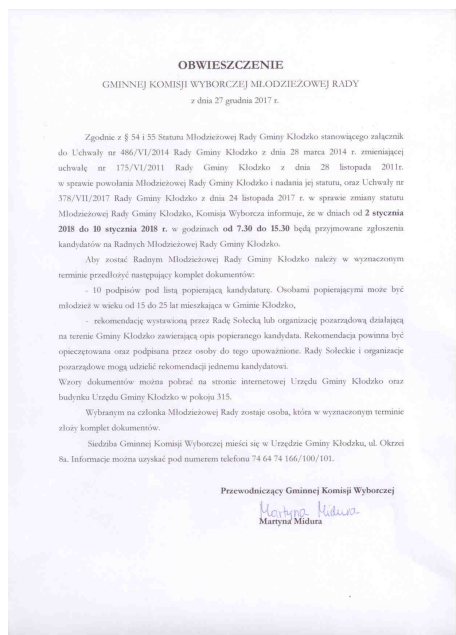 OBWIESZCZENIE
GMINNEJ KOMISJI WYBORCZEJ MŁODZIEŻOWEJ RADY
z dnia 27 grudnia 2017 r.
Zgodnie z § 54 i 55 Statutu Młodzieżowej Rady Gminy Kłodzko stanowiącego załącznik
do Uchwały nr 486/VI/2014 Rady Gminy Kłodzko z dnia 28 marca 2014 r. zmieniającej
uchwałę nr 175/VI/2011 Rady Gminy Kłodzko z dnia 28 listopada 2011r.
w sprawie powołania Młodzieżowej Rady Gminy Kłodzko i nadania jej statutu, oraz Uchwały nr
378/VII/2017 Rady Gminy Kłodzko z dnia 24 listopada 2017 r. w sprawie zmiany statutu
Młodzieżowej Rady Gminy Kłodzko, Komisja Wyborcza informuje, że w dniach od 2 stycznia
2018 do 10 stycznia 2018 r. w godzinach od 7.30 do 15.30 będą przyjmowane zgłoszenia
kandydatów na Radnych Młodzieżowej Rady Gminy Kłodzko.
Aby zostać Radnym Młodzieżowej Rady Gminy Kłodzko należy w wyznaczonym
terminie przedłożyć następujący komplet dokumentów:
- 10 podpisów pod listą popierającą kandydaturę. Osobami popierającymi może być
młodzież w wieku od 15 do 25 lat mieszkająca w Gminie Kłodzko,
- rekomendację wystawioną przez Radę Sołecką lub organizację pozarządową działającą
na terenie Gminy Kłodzko zawierającą opis popieranego kandydata. Rekomendacja powinna być
opieczętowana oraz podpisana przez osoby do tego upoważnione. Rady Sołeckie i organizacje
pozarządowe mogą udzielić rekomendacji jednemu kandydatowi.
Wzory dokumentów można pobrać na stronie internetowej Urzędu Gminy Kłodzko oraz
budynku Urzędu Gminy Kłodzko w pokoju 315.
Wybranym na członka Młodzieżowej Rady zostaje osoba, która w wyznaczonym terminie
złoży komplet dokumentów.
Siedziba Gminnej Komisji Wyborczej mieści się w Urzędzie Gminy Kłodzku, ul. Okrzei
8a. Informacje można uzyskać pod numerem telefonu 74 64 74 166/100/101.
Przewodniczący Gminnej Komisji Wyborczej
Martyna Midura
Martyna Midura